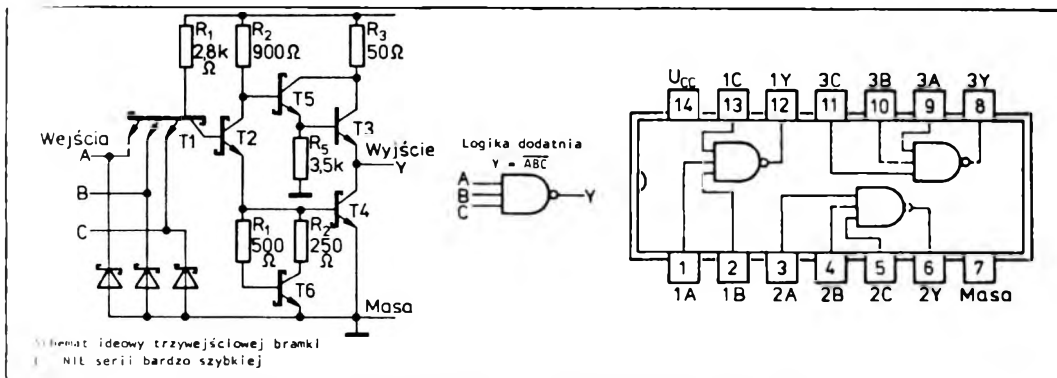 R1
2,8k
Ω
R2
900Ω
R3
50Ω
T5
T1
T2
T3
Wejścia
A
B
C
R5
3,5k
Wyjście
Y
T4
R1
500
Ω
R2
250
Ω
T6
Masa
Schemat ideowy trzywejściowej bramki
NIE serii bardzo szybkiej
Logika dodatnia
Y = ABC
A
B
C
Y
UCC 1C 1Y 3C 3B 3A 3Y
14 13 12 11 10 9 8
1 2 3 4 5 6 7
1A 1B 2A 2B 2C 2Y Masa